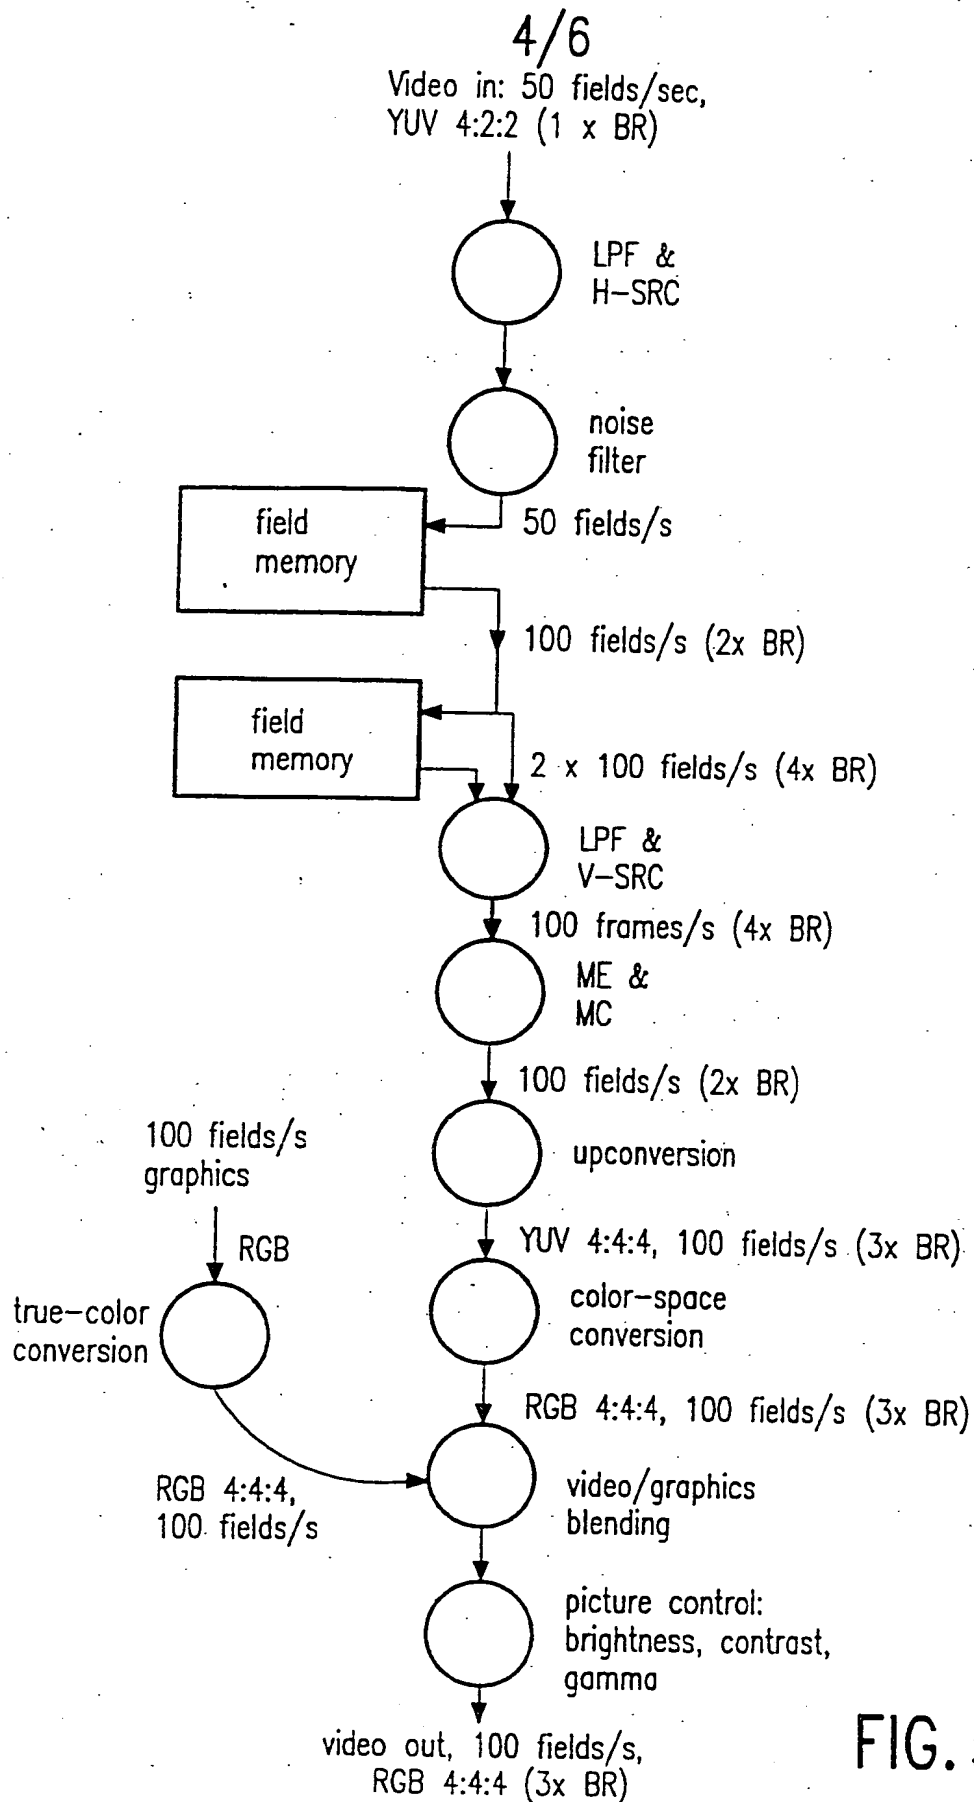 4/6
Video in: 50 fields/sec,
YUV 4:2:2 (1 x BR)
LPF &
H-SRC
noise
filter
field
memory
50 fields/s
100 fields/s (2x BR)
field
memory
2 x 100 fields/s (4x BR)
LPF &
V-SRC
100 frames/s (4x BR)
ME &
MC
100 fields/s (2x BR)
upconversion
100 fields/s
graphics
RGB
YUV 4:4:4, 100 fields/s (3x BR)
true-color
conversion
color-space
conversion
RGB 4:4:4, 100 fields/s (3x BR)
RGB 4:4:4,
100 fields/s
video/graphics
blending
picture control:
brightness, contrast,
gamma
video out, 100 fields/s,
RGB 4:4:4 (3x BR)
FIG.